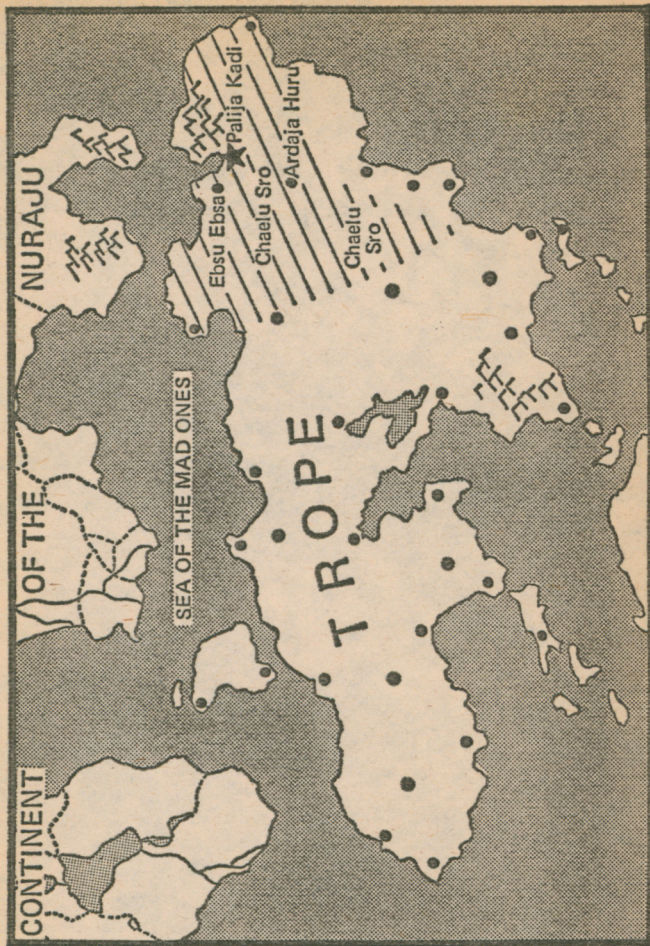 CONTINENT OF THE NURAJU
SEA OF THE MAD ONES
TROPE
Ebsu Ebsa
Palija Kadi
Chaelu Sro
Ardaja Huru
Chaelu
Sro